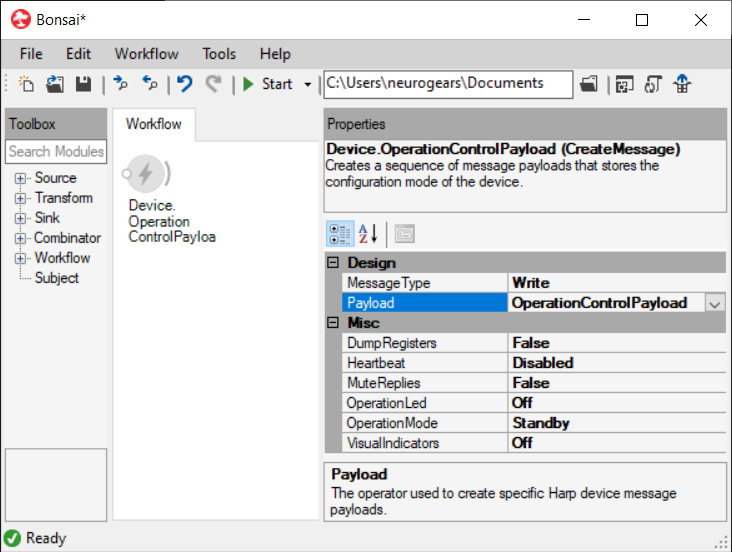 Bonsai*
File Edit Workflow Tools Help
Start C:\Users\neurogears\Documents
Toolbox
Search Modules
Source
Transform
Sink
Combinator
Workflow
Subject
Workflow
Device.
Operation
ControlPayloa
Properties
Device.OperationControlPayload (CreateMessage)
Creates a sequence of message payloads that stores the
configuration mode of the device.
A
Z
Design
MessageType Write
Payload OperationControlPayload
Misc
DumpRegisters False
Heartbeat Disabled
MuteReplies False
OperationLed Off
OperationMode Standby
VisualIndicators Off
Payload
The operator used to create specific Harp device message
payloads.
Ready